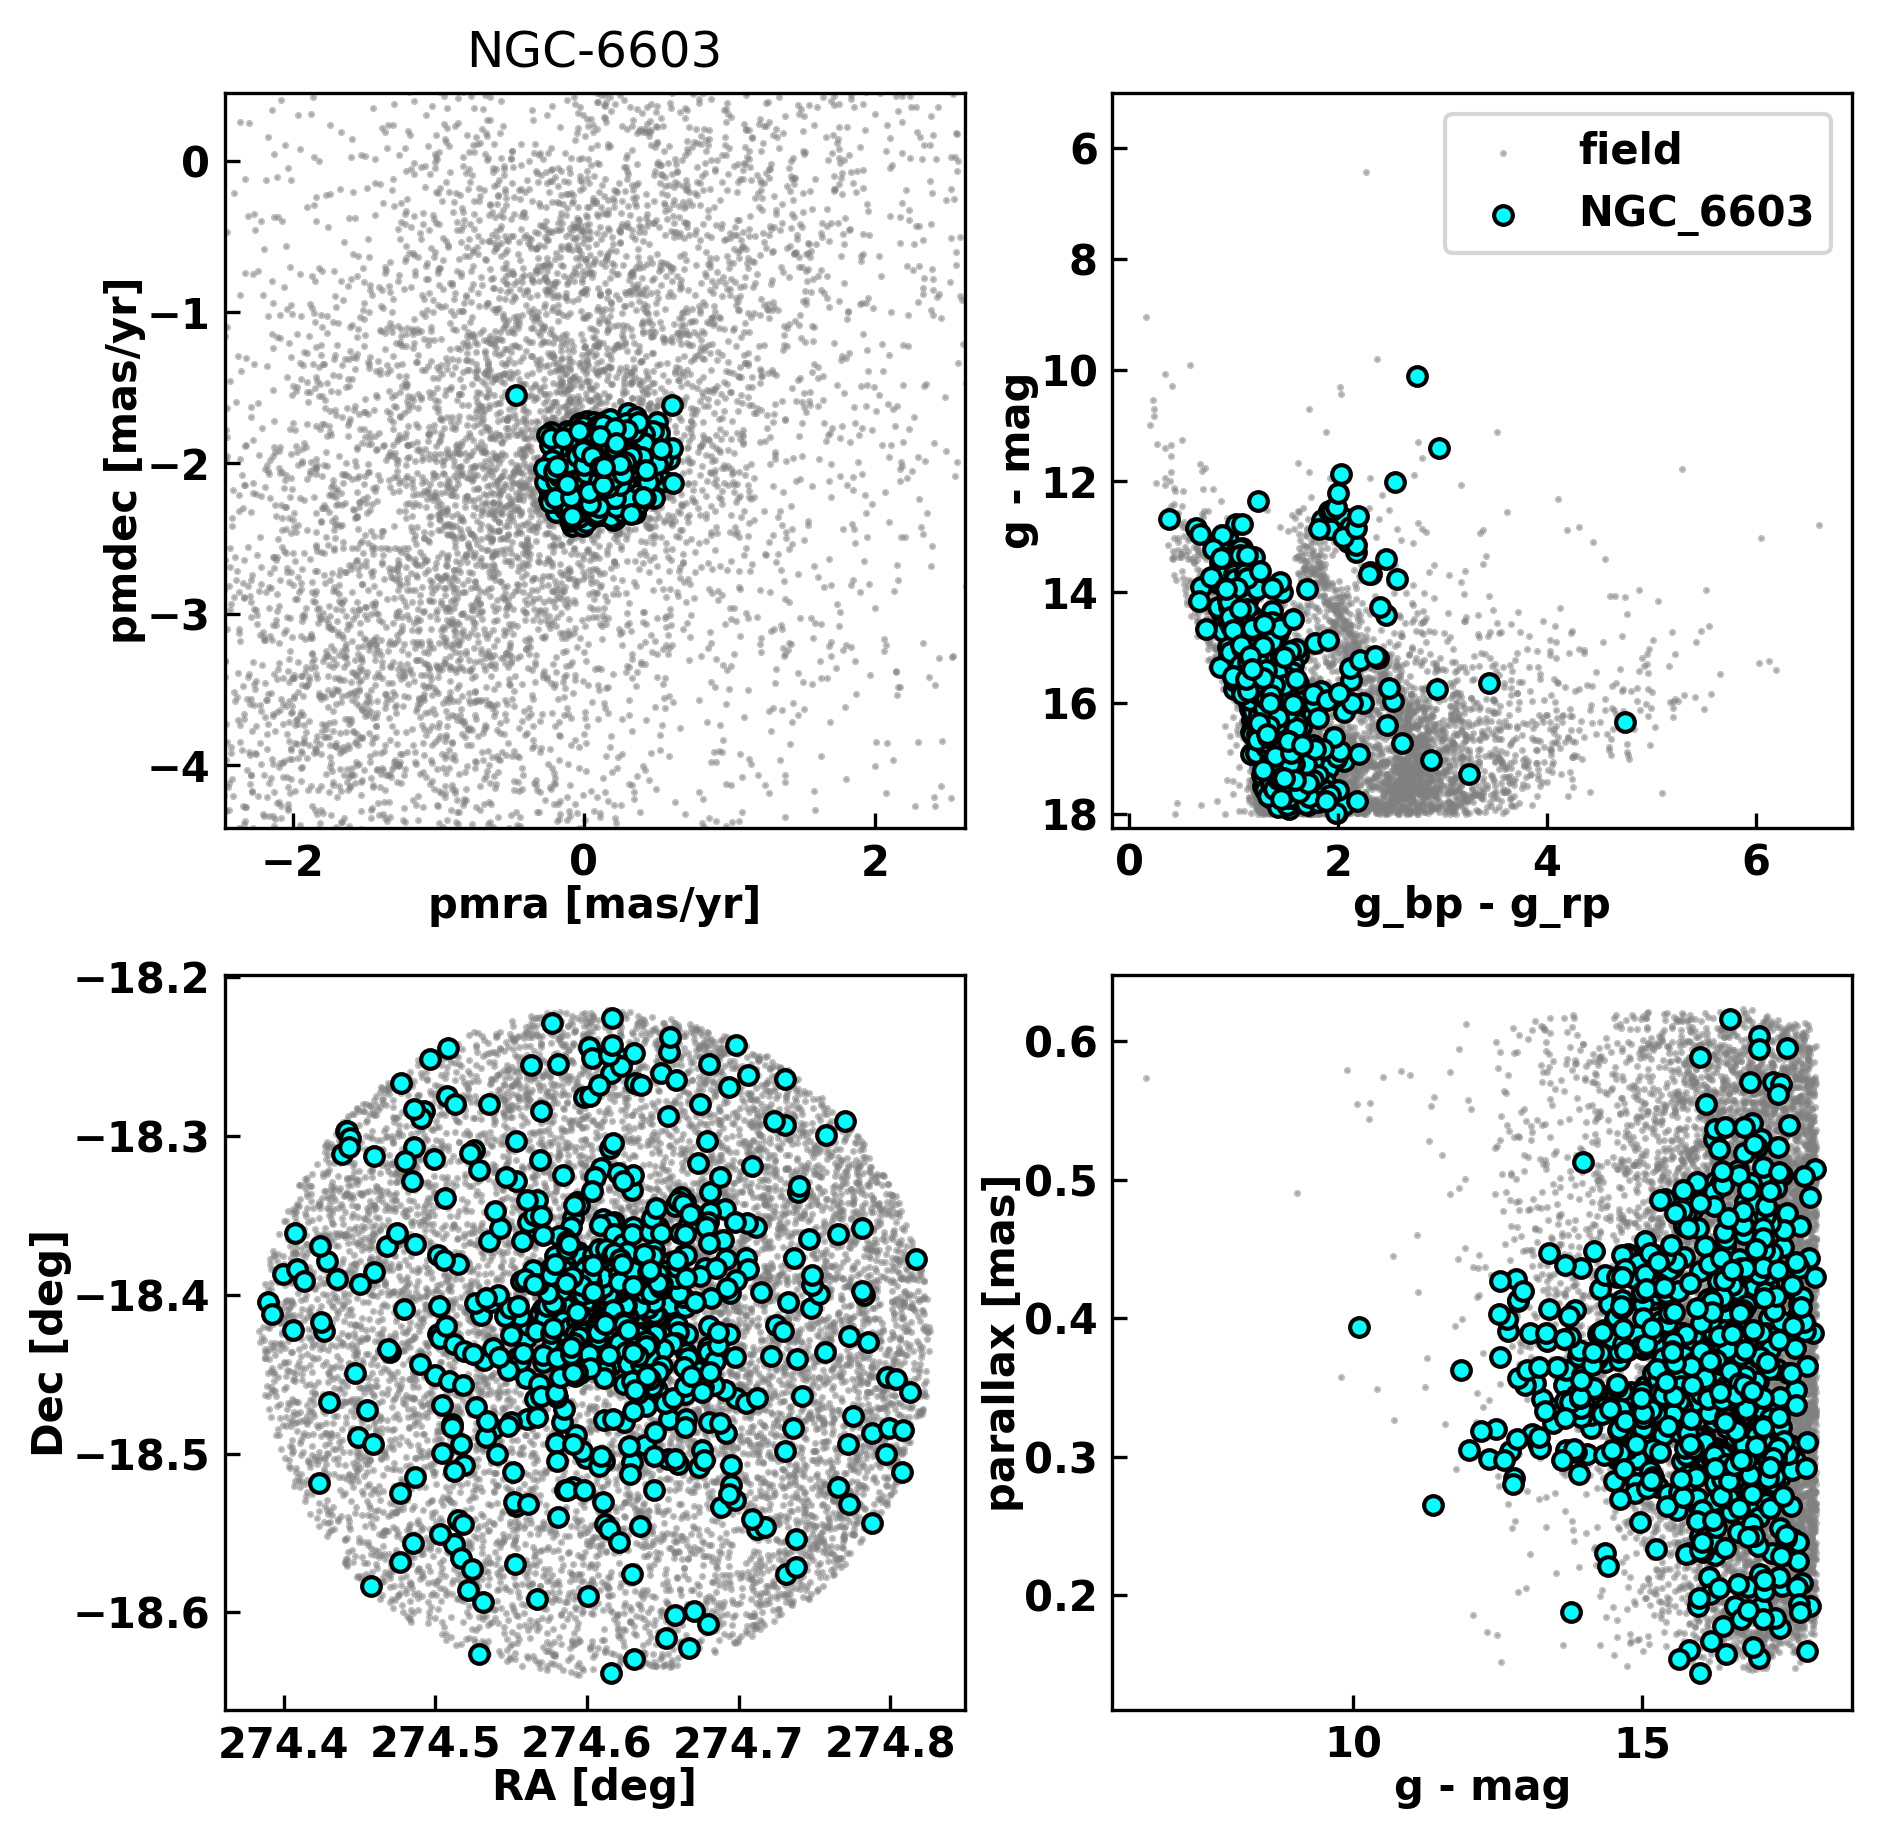 NGC-6603
0
−1
−2
−3
−4
pmdec [mas/yr]
−2 0 2
pmra [mas/yr]
field
NGC_6603
6
8
10
12
14
16
18
g - mag
0 2 4 6
g_bp - g_rp
−18.2
−18.3
−18.4
−18.5
−18.6
Dec [deg]
274.4 274.5 274.6 274.7 274.8
RA [deg]
0.6
0.5
0.4
0.3
0.2
parallax [mas]
10 15
g - mag